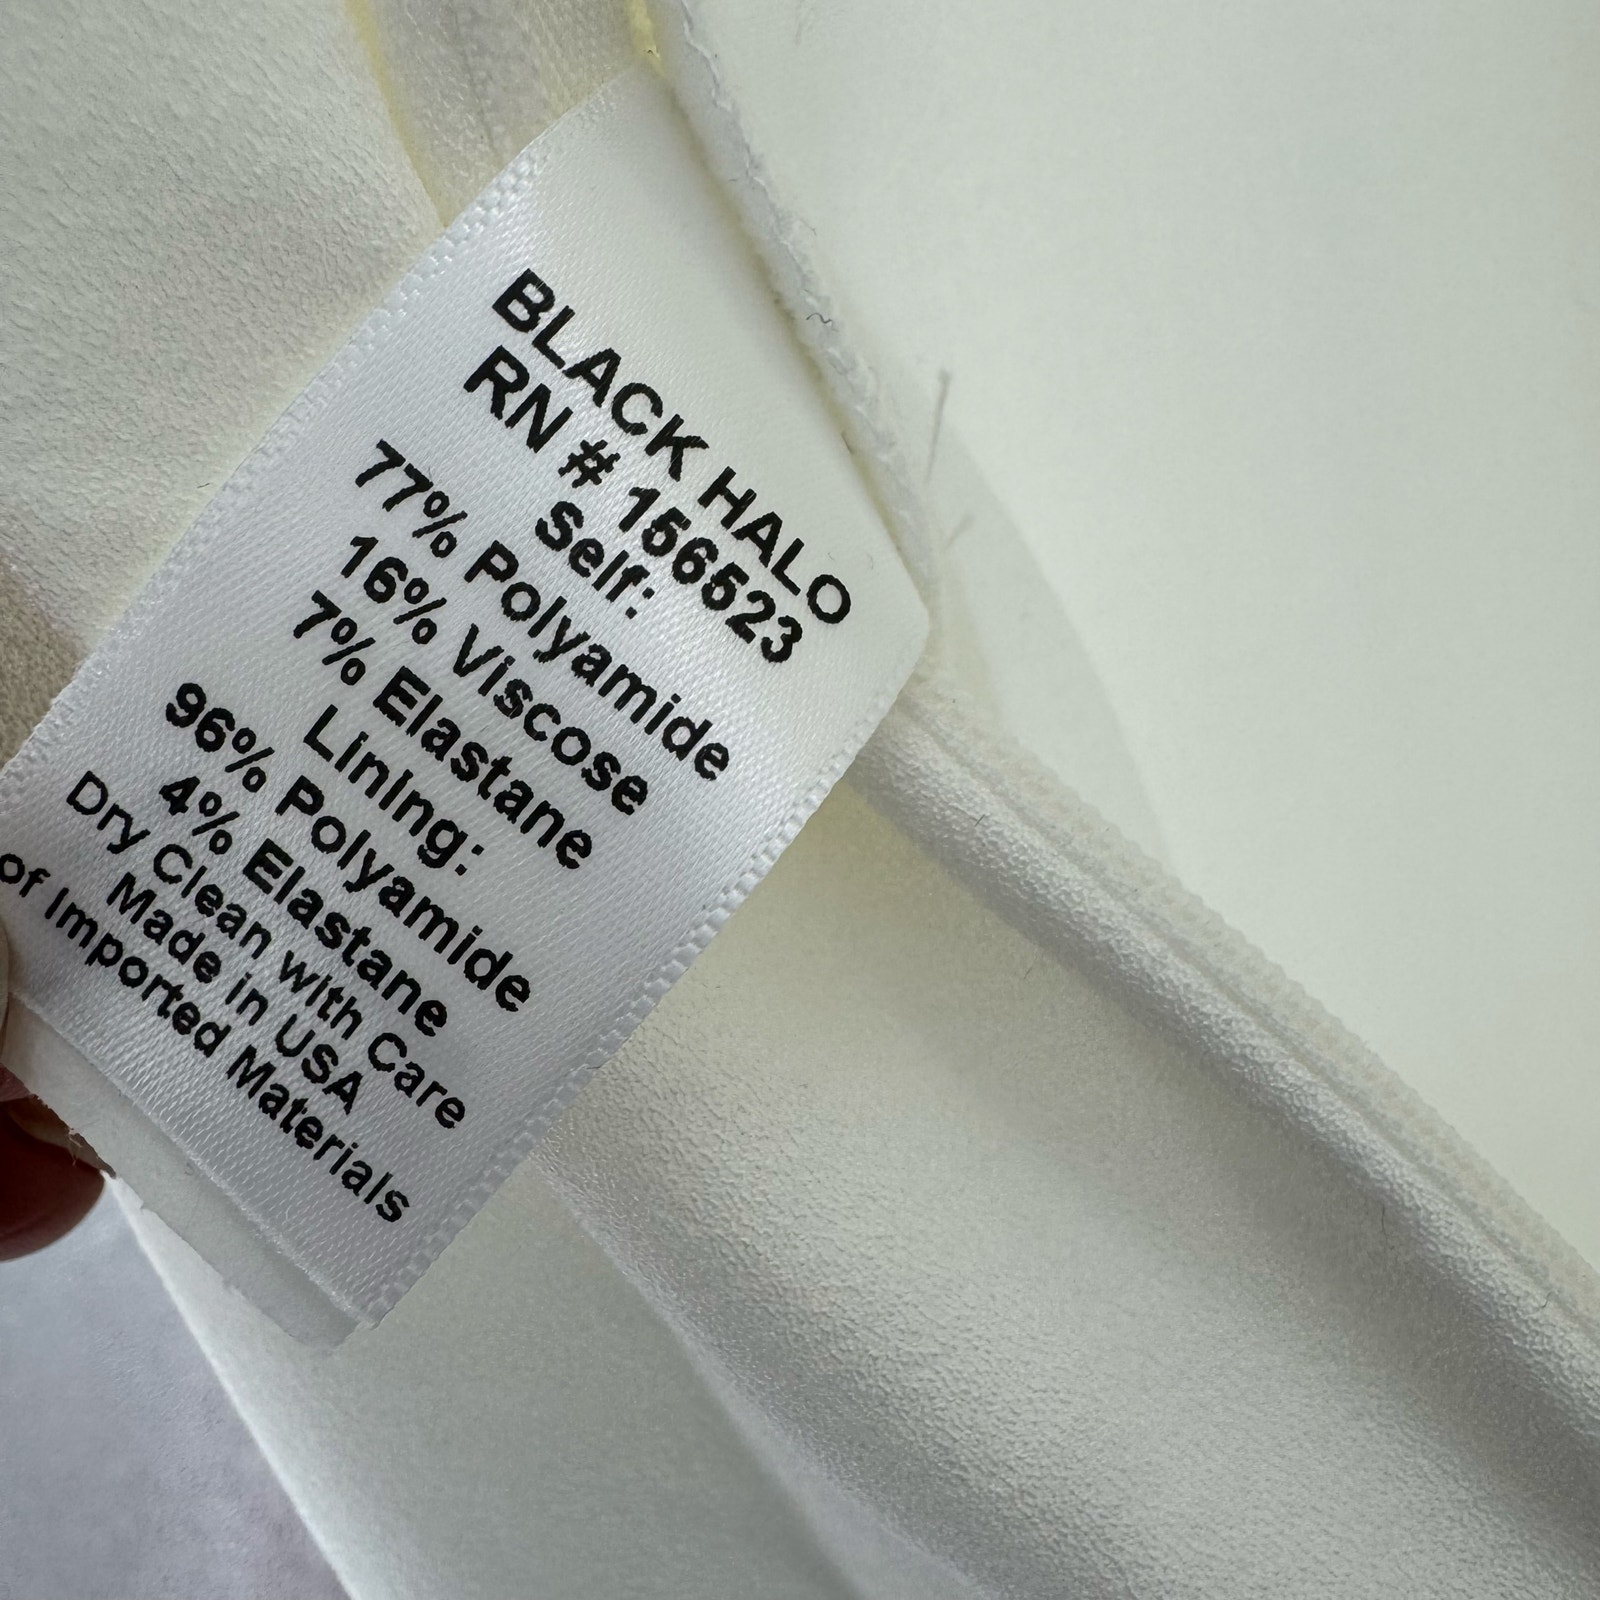 BLACK HALO
RN # 156523
Self:
77% Polyamide
16% Viscose
7% Elastane
Lining:
96% Polyamide
4% Elastane
Dry Clean with Care
Made in USA
of Imported Materials